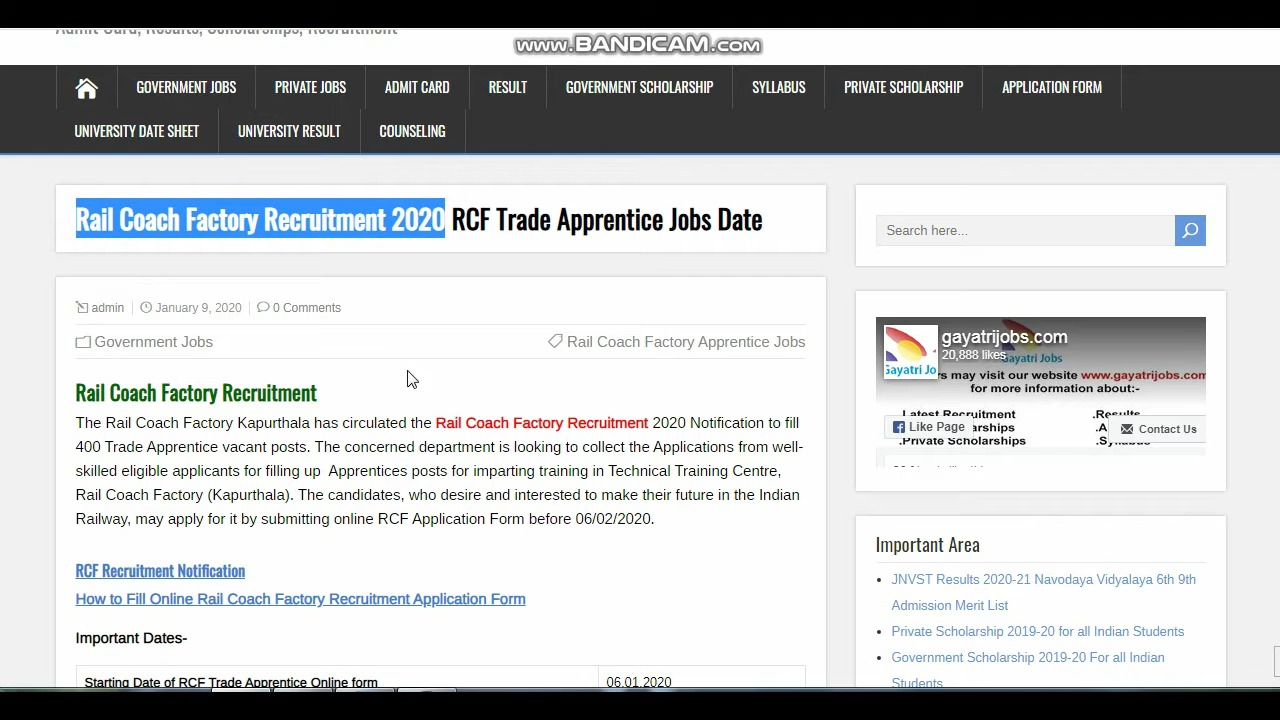 Admit Card, Results, Scholarships, Recruitment
www.BANDICAM.com
GOVERNMENT JOBS PRIVATE JOBS ADMIT CARD RESULT GOVERNMENT SCHOLARSHIP SYLLABUS PRIVATE SCHOLARSHIP APPLICATION FORM
UNIVERSITY DATE SHEET UNIVERSITY RESULT COUNSELING
Rail Coach Factory Recruitment 2020 RCF Trade Apprentice Jobs Date
admin January 9, 2020 0 Comments
Government Jobs Rail Coach Factory Apprentice Jobs
Rail Coach Factory Recruitment
The Rail Coach Factory Kapurthala has circulated the Rail Coach Factory Recruitment 2020 Notification to fill
400 Trade Apprentice vacant posts. The concerned department is looking to collect the Applications from well-
skilled eligible applicants for filling up Apprentices posts for imparting training in Technical Training Centre,
Rail Coach Factory (Kapurthala). The candidates, who desire and interested to make their future in the Indian
Railway, may apply for it by submitting online RCF Application Form before 06/02/2020.
RCF Recruitment Notification
How to Fill Online Rail Coach Factory Recruitment Application Form
Important Dates-
Starting Date of RCF Trade Apprentice Online form 06.01.2020
Search here...
gayatrijobs.com
20,888 likes
Gayatri Jobs
Gayatri Jo
may visit our website www.gayatrijobs.com
for more information about:-
Latest Recruitment .Results
Like Page
Contact Us
.Private Scholarships
Important Area
JNVST Results 2020-21 Navodaya Vidyalaya 6th 9th
Admission Merit List
Private Scholarship 2019-20 for all Indian Students
Government Scholarship 2019-20 For all Indian
Students